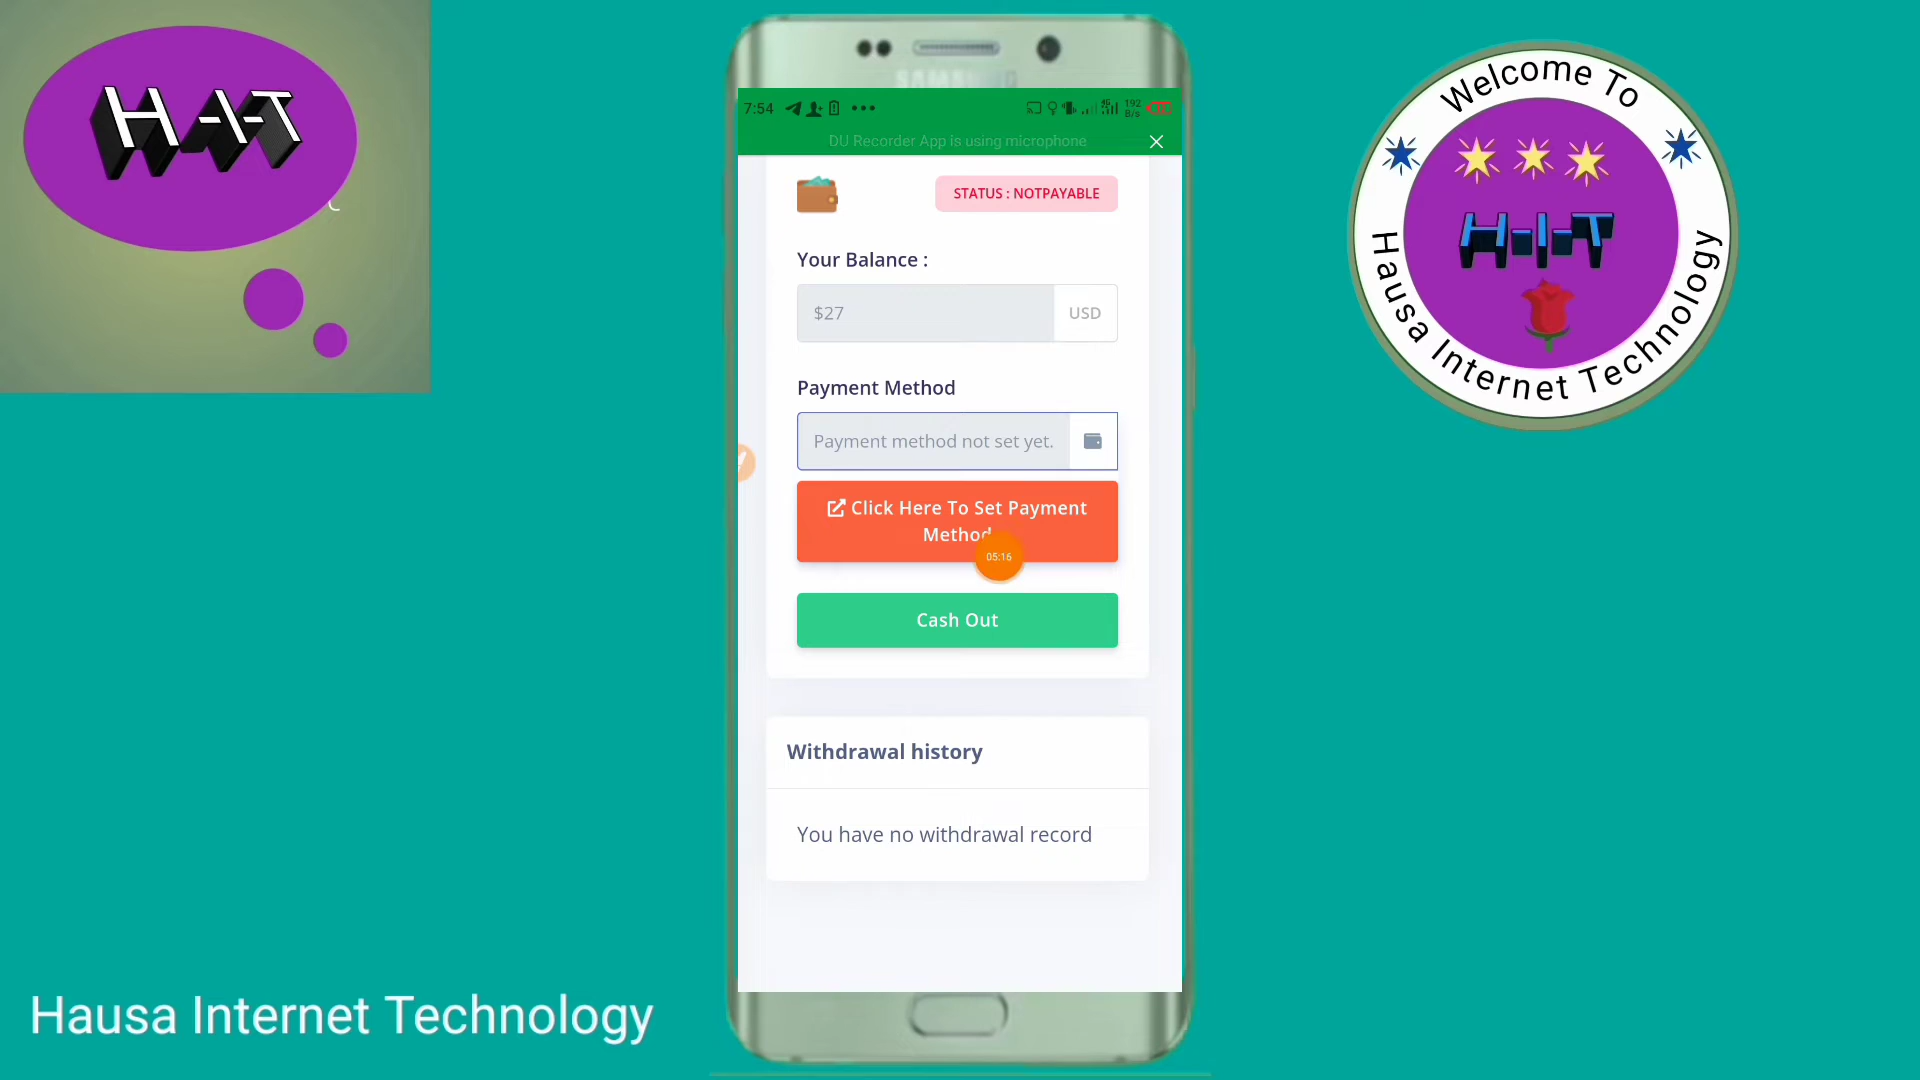 H-I-T
SAMSUNG
7:54
192
B/s
DU Recorder App is using microphone
STATUS : NOTPAYABLE
Your Balance :
$27
USD
Payment Method
Payment method not set yet.
Click Here To Set Payment
Method
05:16
Cash Out
Withdrawal history
You have no withdrawal record
Welcome To
H-I-T
Hausa Internet Technology
Hausa Internet Technology